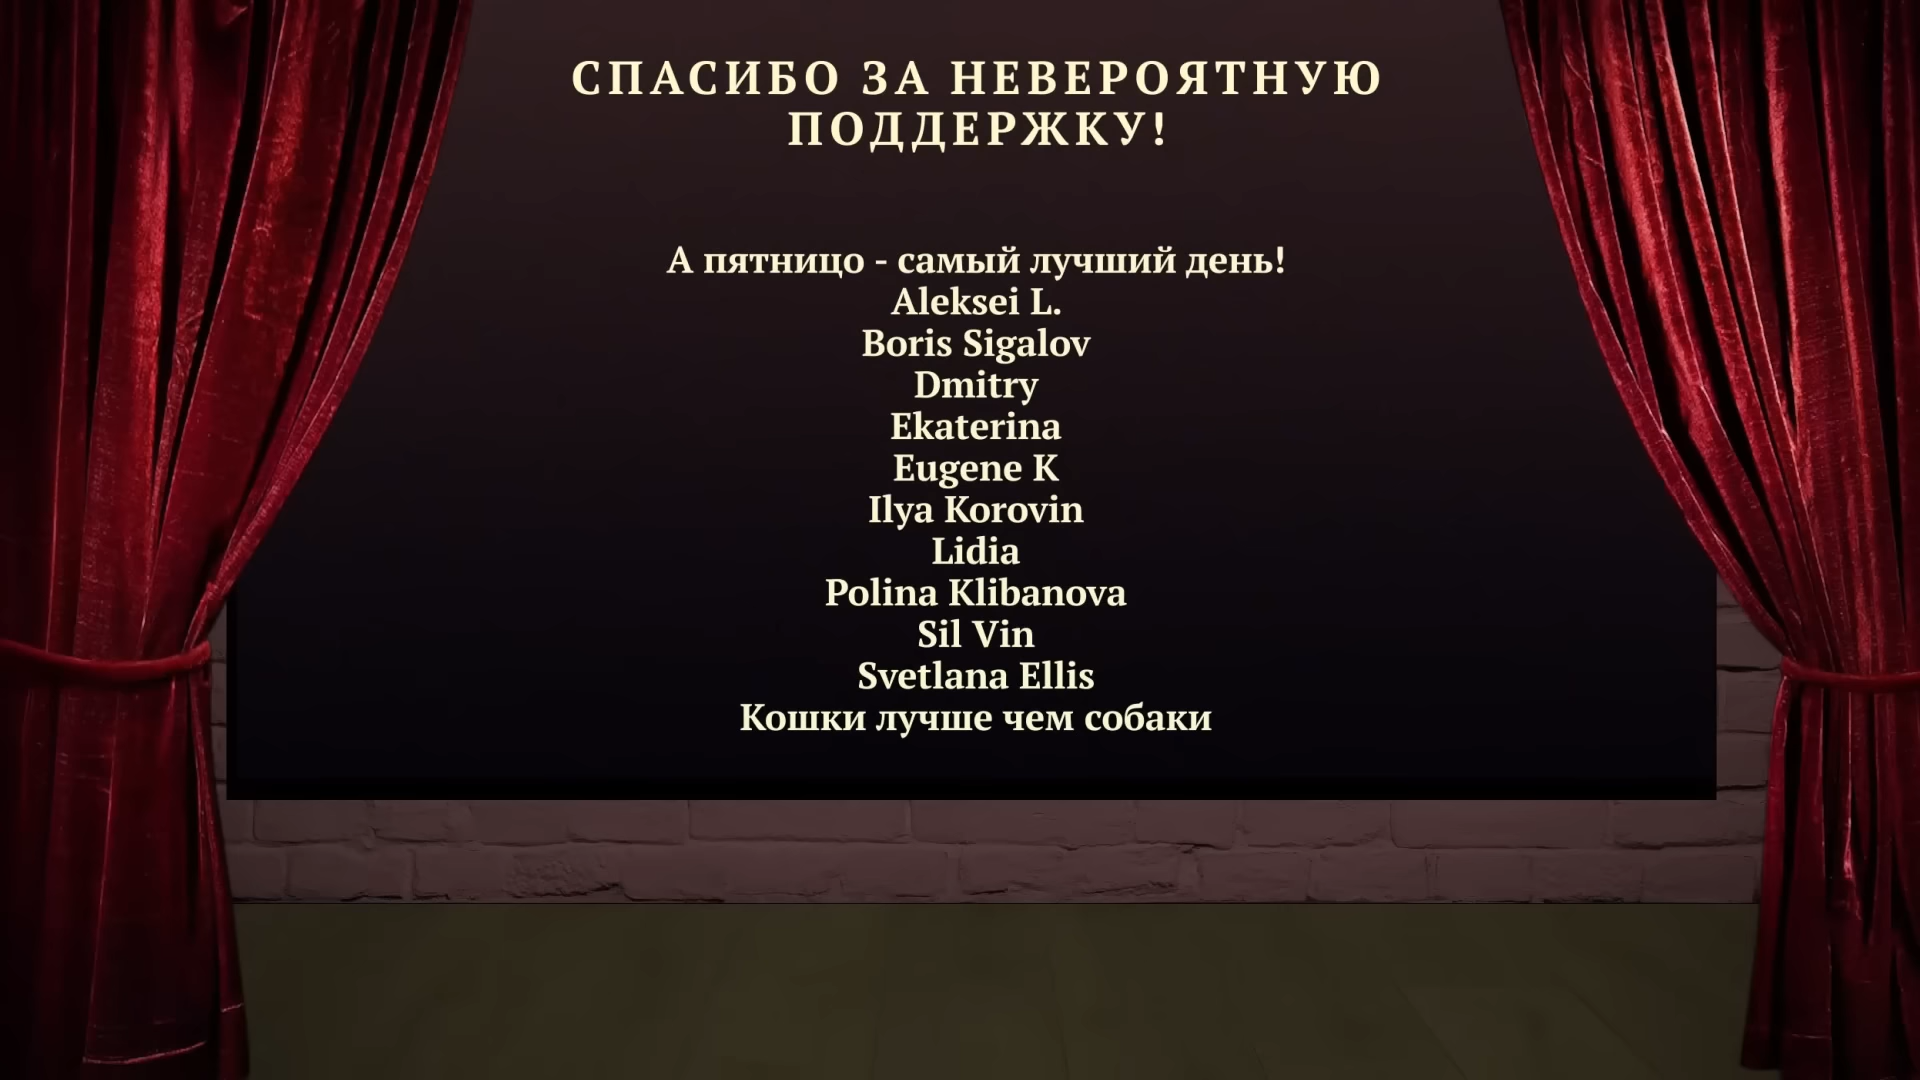 СПАСИБО ЗА НЕВЕРОЯТНУЮ
ПОДДЕРЖКУ!
А пятницо - самый лучший день!
Aleksei L.
Boris Sigalov
Dmitry
Ekaterina
Eugene K
Ilya Korovin
Lidia
Polina Klibanova
Sil Vin
Svetlana Ellis
Кошки лучше чем собаки